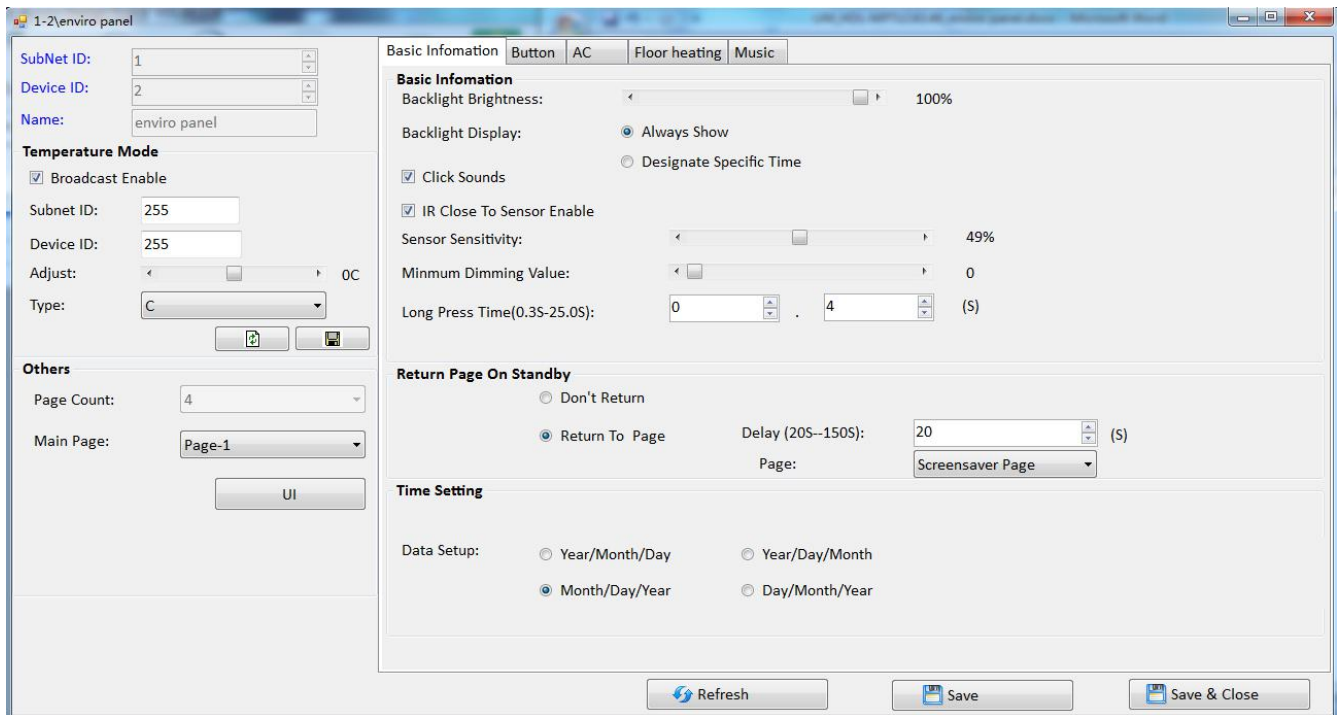 1-2\enviro panel
SubNet ID: 1
Device ID: 2
Name: enviro panel
Temperature Mode
Broadcast Enable
Subnet ID: 255
Device ID: 255
Adjust: 0C
Type: C
Others
Page Count: 4
Main Page: Page-1
UI
Basic Infomation Button AC Floor heating Music
Basic Infomation
Backlight Brightness: 100%
Backlight Display: Always Show
Designate Specific Time
Click Sounds
IR Close To Sensor Enable
Sensor Sensitivity: 49%
Minmum Dimming Value: 0
Long Press Time(0.3S-25.0S): 0 . 4 (S)
Return Page On Standby
Don't Return
Return To Page Delay (20S--150S): 20 (S)
Page: Screensaver Page
Time Setting
Data Setup: Year/Month/Day Year/Day/Month
Month/Day/Year Day/Month/Year
Refresh Save Save & Close